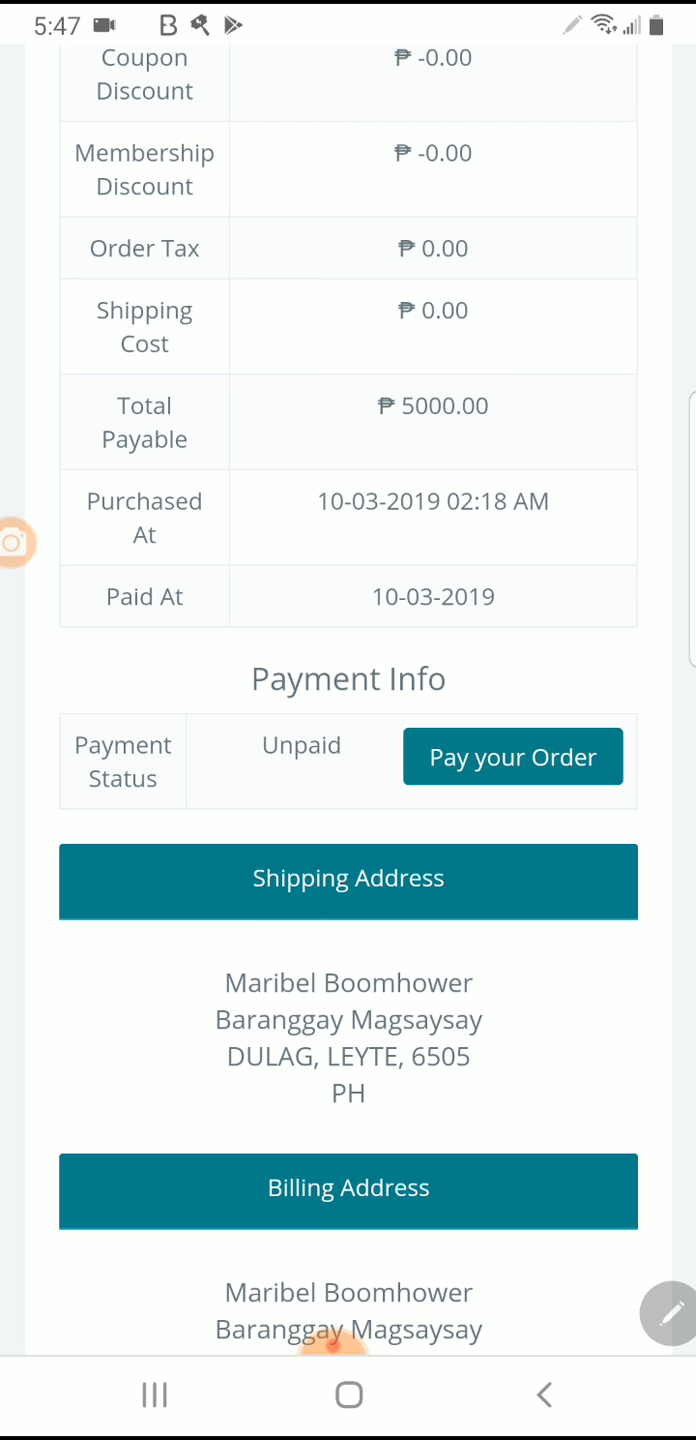 5:47
Coupon
Discount
₱ -0.00
Membership
Discount
₱ -0.00
Order Tax
₱ 0.00
Shipping
Cost
₱ 0.00
Total
Payable
₱ 5000.00
Purchased
At
10-03-2019 02:18 AM
Paid At
10-03-2019
Payment Info
Payment
Status
Unpaid
Pay your Order
Shipping Address
Maribel Boomhower
Baranggay Magsaysay
DULAG, LEYTE, 6505
PH
Billing Address
Maribel Boomhower
Baranggay Magsaysay